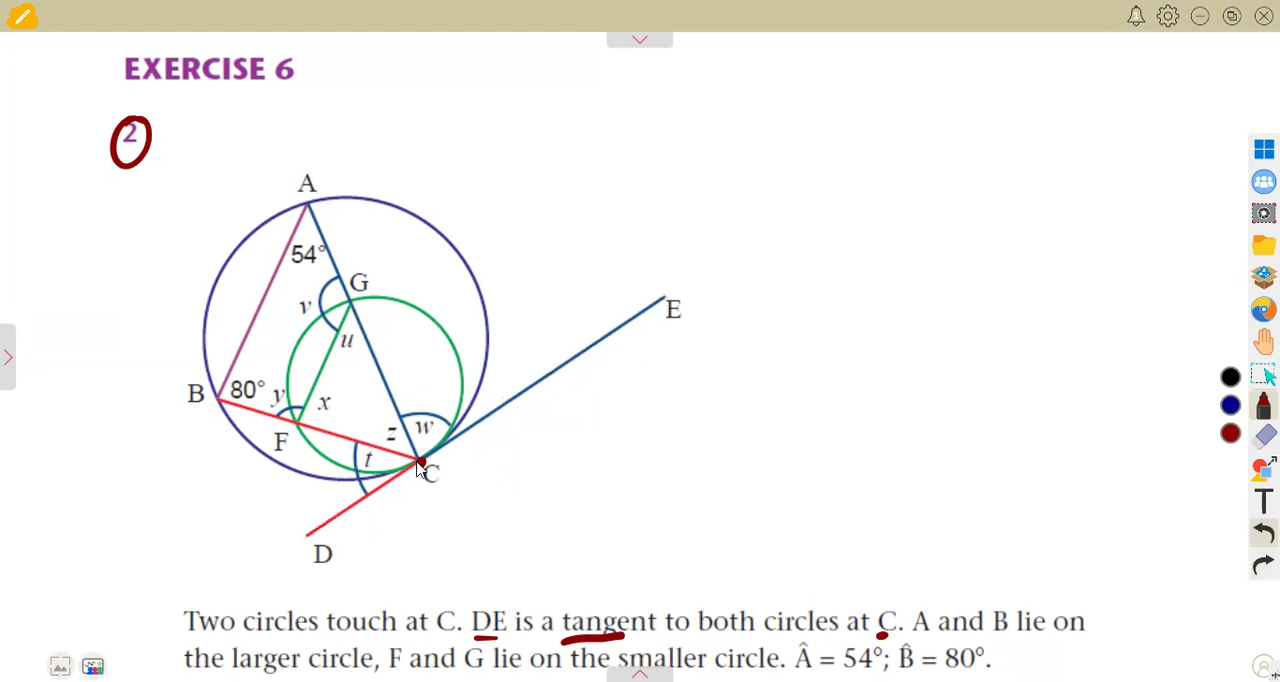 EXERCISE 6
2
A
54°
G
v
E
u
B
80°
y
x
z
w
F
t
C
D
T
Two circles touch at C. DE is a tangent to both circles at C. A and B lie on
the larger circle, F and G lie on the smaller circle. Â = 54°; B̂ = 80°.